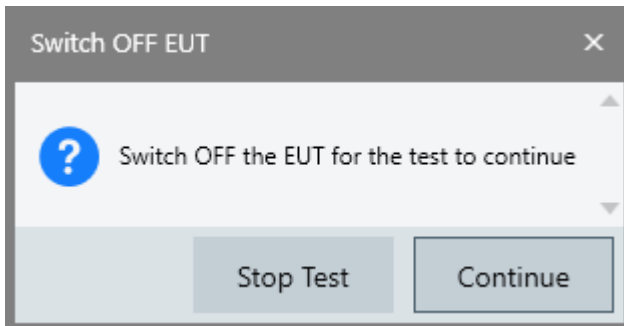 Switch OFF EUT
Switch OFF the EUT for the test to continue
Stop Test
Continue